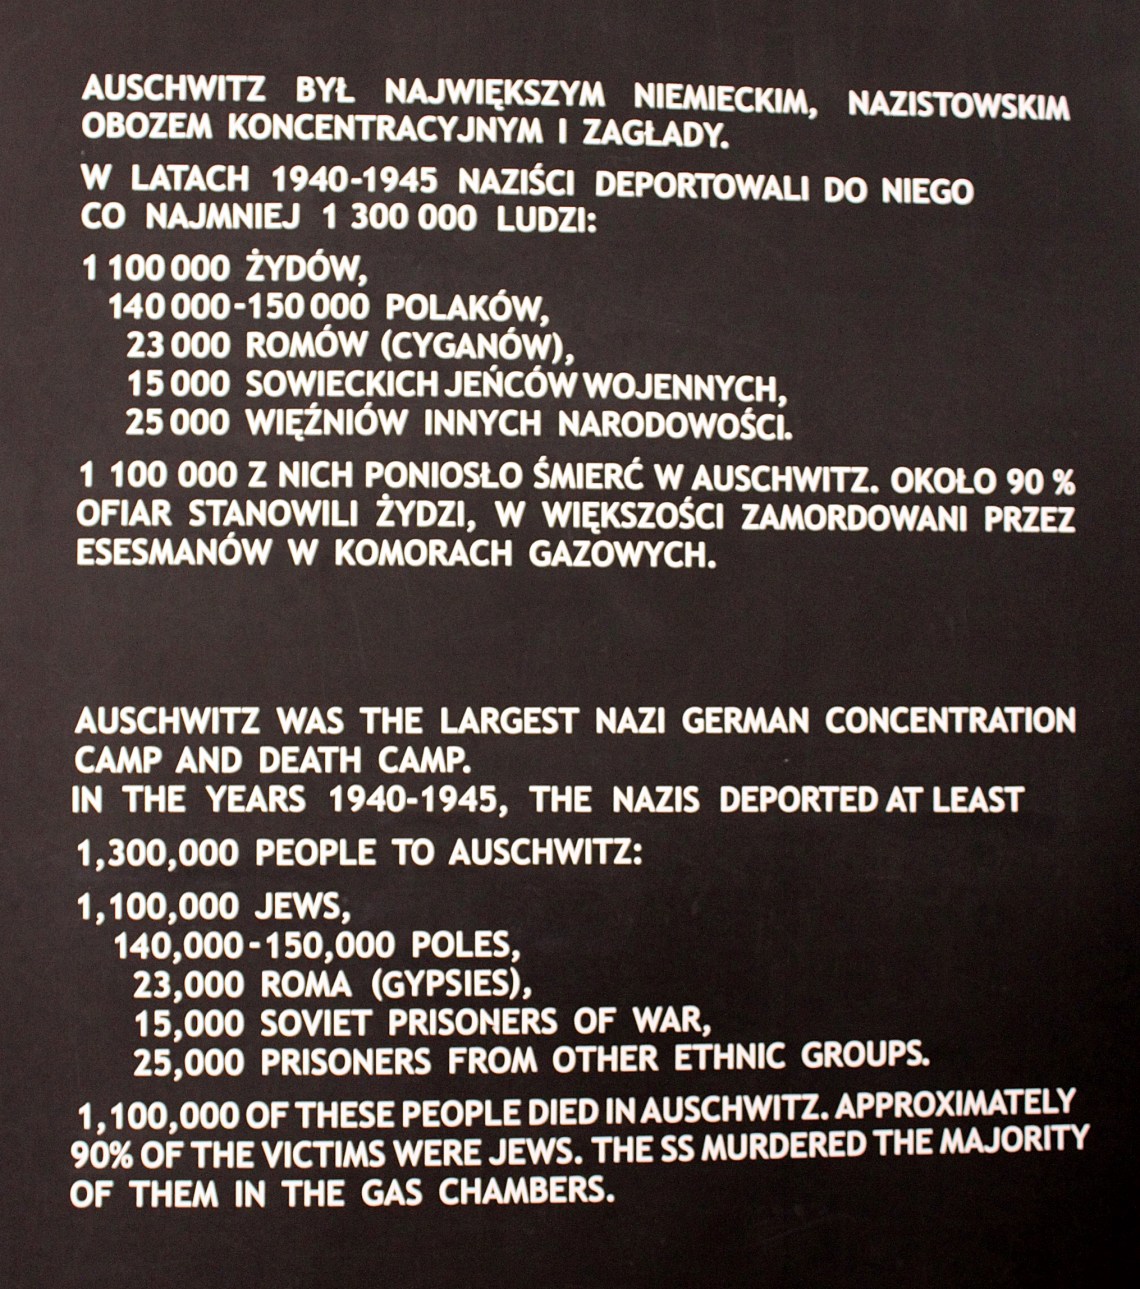 AUSCHWITZ BYŁ NAJWIĘKSZYM NIEMIECKIM, NAZISTOWSKIM
OBOZEM KONCENTRACYJNYM I ZAGŁADY.
W LATACH 1940-1945 NAZIŚCI DEPORTOWALI DO NIEGO
CO NAJMNIEJ 1 300 000 LUDZI:
1 100 000 ŻYDÓW,
140 000-150 000 POLAKÓW,
23 000 ROMÓW (CYGANÓW),
15 000 SOWIECKICH JEŃCÓW WOJENNYCH,
25 000 WIĘŹNIÓW INNYCH NARODOWOŚCI.
1 100 000 Z NICH PONIOSŁO ŚMIERĆ W AUSCHWITZ. OKOŁO 90 %
OFIAR STANOWILI ŻYDZI, W WIĘKSZOŚCI ZAMORDOWANI PRZEZ
ESESMANÓW W KOMORACH GAZOWYCH.
AUSCHWITZ WAS THE LARGEST NAZI GERMAN CONCENTRATION
CAMP AND DEATH CAMP.
IN THE YEARS 1940-1945, THE NAZIS DEPORTED AT LEAST
1,300,000 PEOPLE TO AUSCHWITZ:
1,100,000 JEWS,
140,000-150,000 POLES,
23,000 ROMA (GYPSIES),
15,000 SOVIET PRISONERS OF WAR,
25,000 PRISONERS FROM OTHER ETHNIC GROUPS.
1,100,000 OF THESE PEOPLE DIED IN AUSCHWITZ. APPROXIMATELY
90% OF THE VICTIMS WERE JEWS. THE SS MURDERED THE MAJORITY
OF THEM IN THE GAS CHAMBERS.